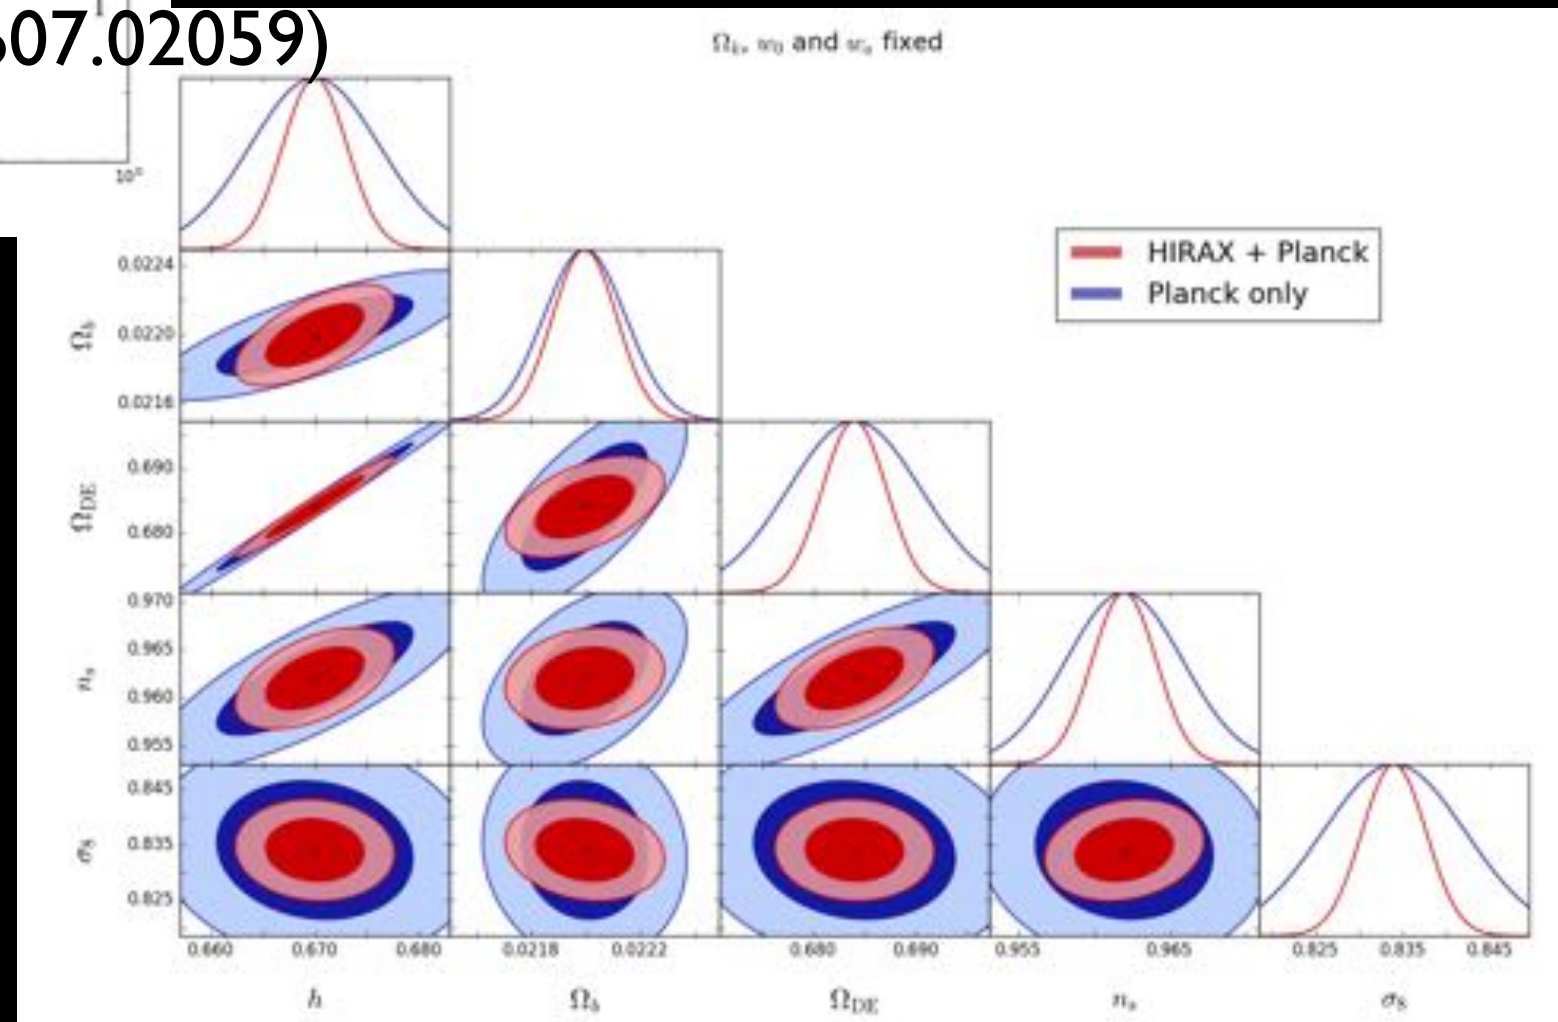 607.02059)
Ωk, w0 and wa fixed
10⁰
HIRAX + Planck
Planck only
0.0224
0.0220
0.0216
Ωb
0.690
0.680
ΩDE
0.970
0.965
0.960
0.955
ns
0.845
0.835
0.825
σ8
0.660 0.670 0.680 0.0218 0.0222 0.680 0.690 0.955 0.965 0.825 0.835 0.845
h Ωb ΩDE ns σ8